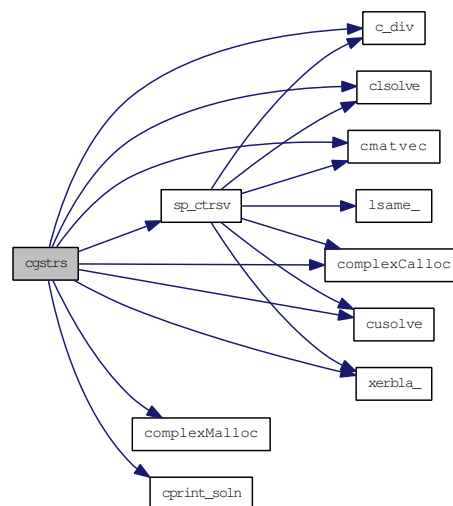 c_div
clsolve
cmatvec
sp_ctrsv
lsame_
cgstrs
complexCalloc
cusolve
xerbla_
complexMalloc
cprint_soln